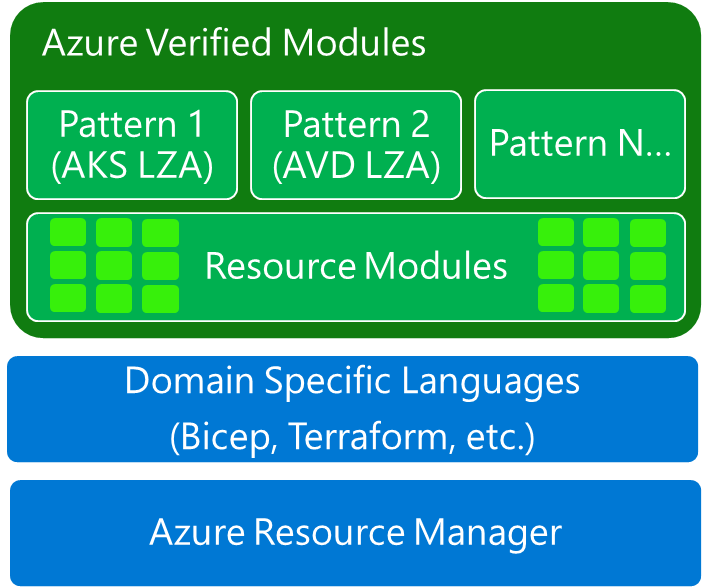 Azure Verified Modules
Pattern 1
(AKS LZA)
Pattern 2
(AVD LZA)
Pattern N...
Resource Modules
Domain Specific Languages
(Bicep, Terraform, etc.)
Azure Resource Manager